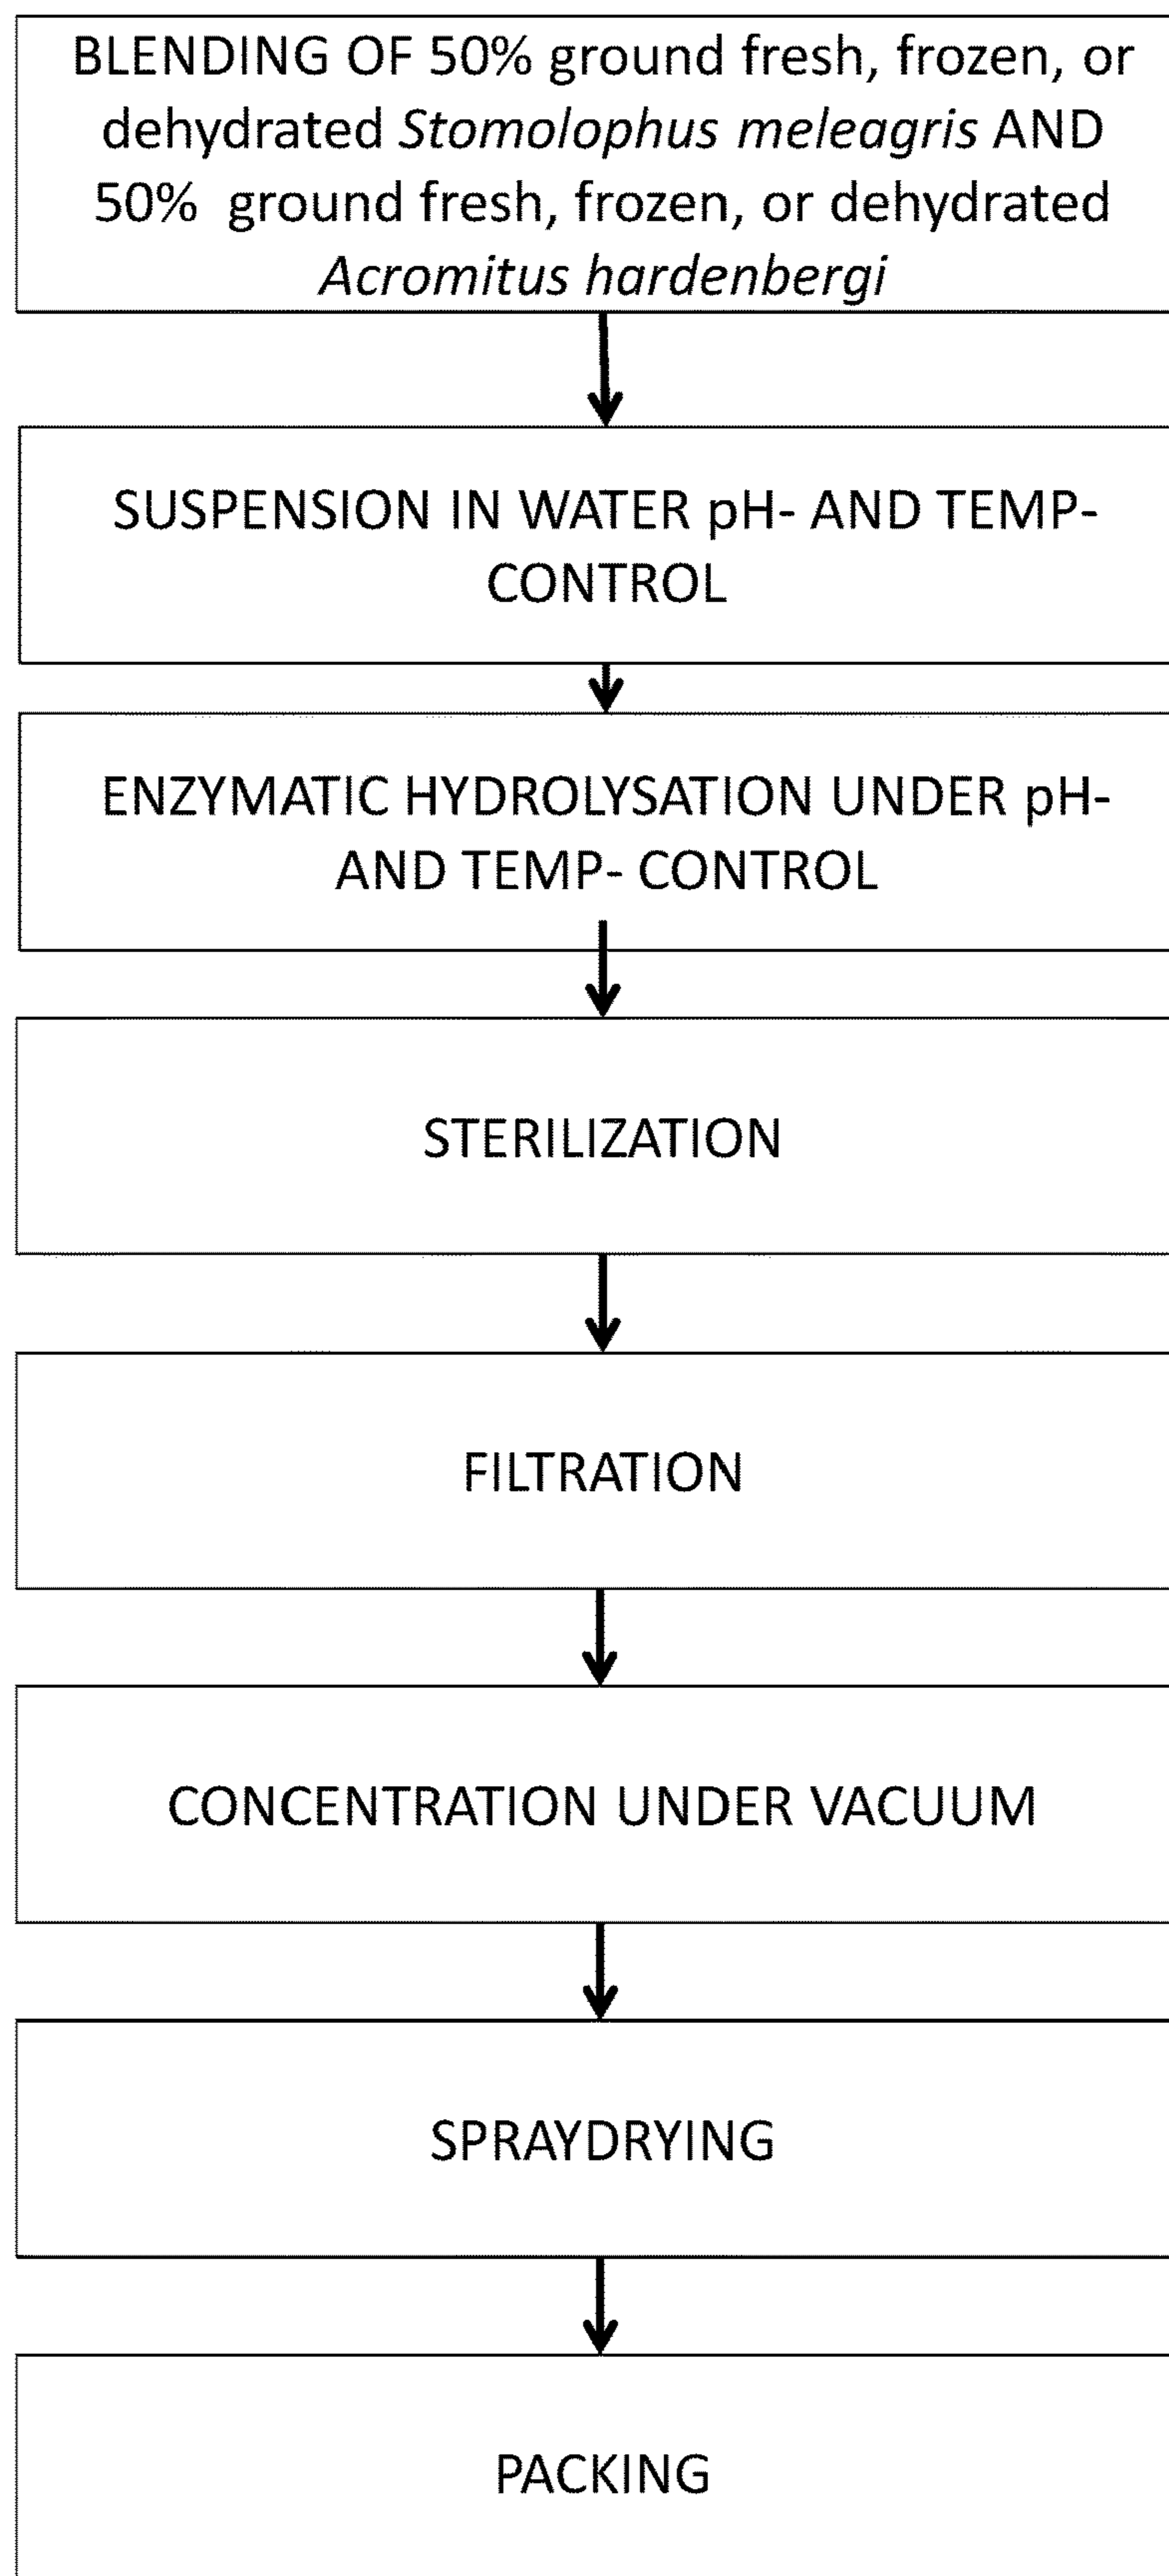 BLENDING OF 50% ground fresh, frozen, or
dehydrated Stomolophus meleagris AND
50%  ground fresh, frozen, or dehydrated
Acromitus hardenbergi
SUSPENSION IN WATER pH- AND TEMP-
CONTROL
ENZYMATIC HYDROLYSATION UNDER pH-
AND TEMP- CONTROL
STERILIZATION
FILTRATION
CONCENTRATION UNDER VACUUM
SPRAYDRYING
PACKING